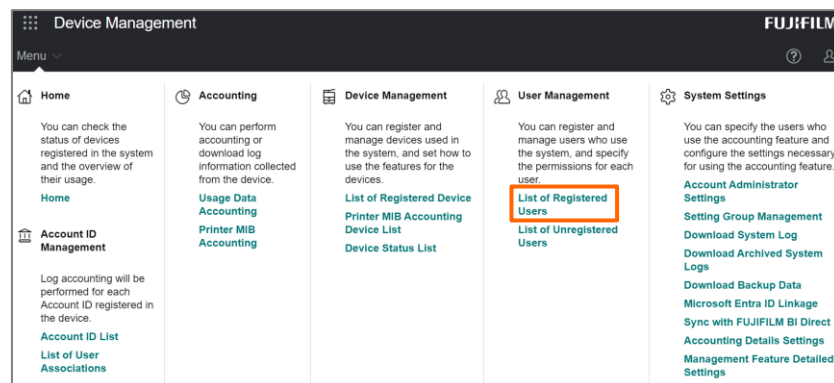 Device Management
FUJIFILM
Menu
Home
You can check the
status of devices
registered in the system
and the overview of
their usage.
Home
Account ID
Management
Log accounting will be
performed for each
Account ID registered in
the device.
Account ID List
List of User
Associations
Accounting
You can perform
accounting or
download log
information collected
from the device.
Usage Data
Accounting
Printer MIB
Accounting
Device Management
You can register and
manage devices used in
the system, and set how to
use the features for the
devices.
List of Registered Device
Printer MIB Accounting
Device List
Device Status List
User Management
You can register and
manage users who use
the system, and specify
the permissions for each
user.
List of Registered
Users
List of Unregistered
Users
System Settings
You can specify the users who
use the accounting feature and
configure the settings necessary
for using the accounting feature.
Account Administrator
Settings
Setting Group Management
Download System Log
Download Archived System
Logs
Download Backup Data
Microsoft Entra ID Linkage
Sync with FUJIFILM BI Direct
Accounting Details Settings
Management Feature Detailed
Settings